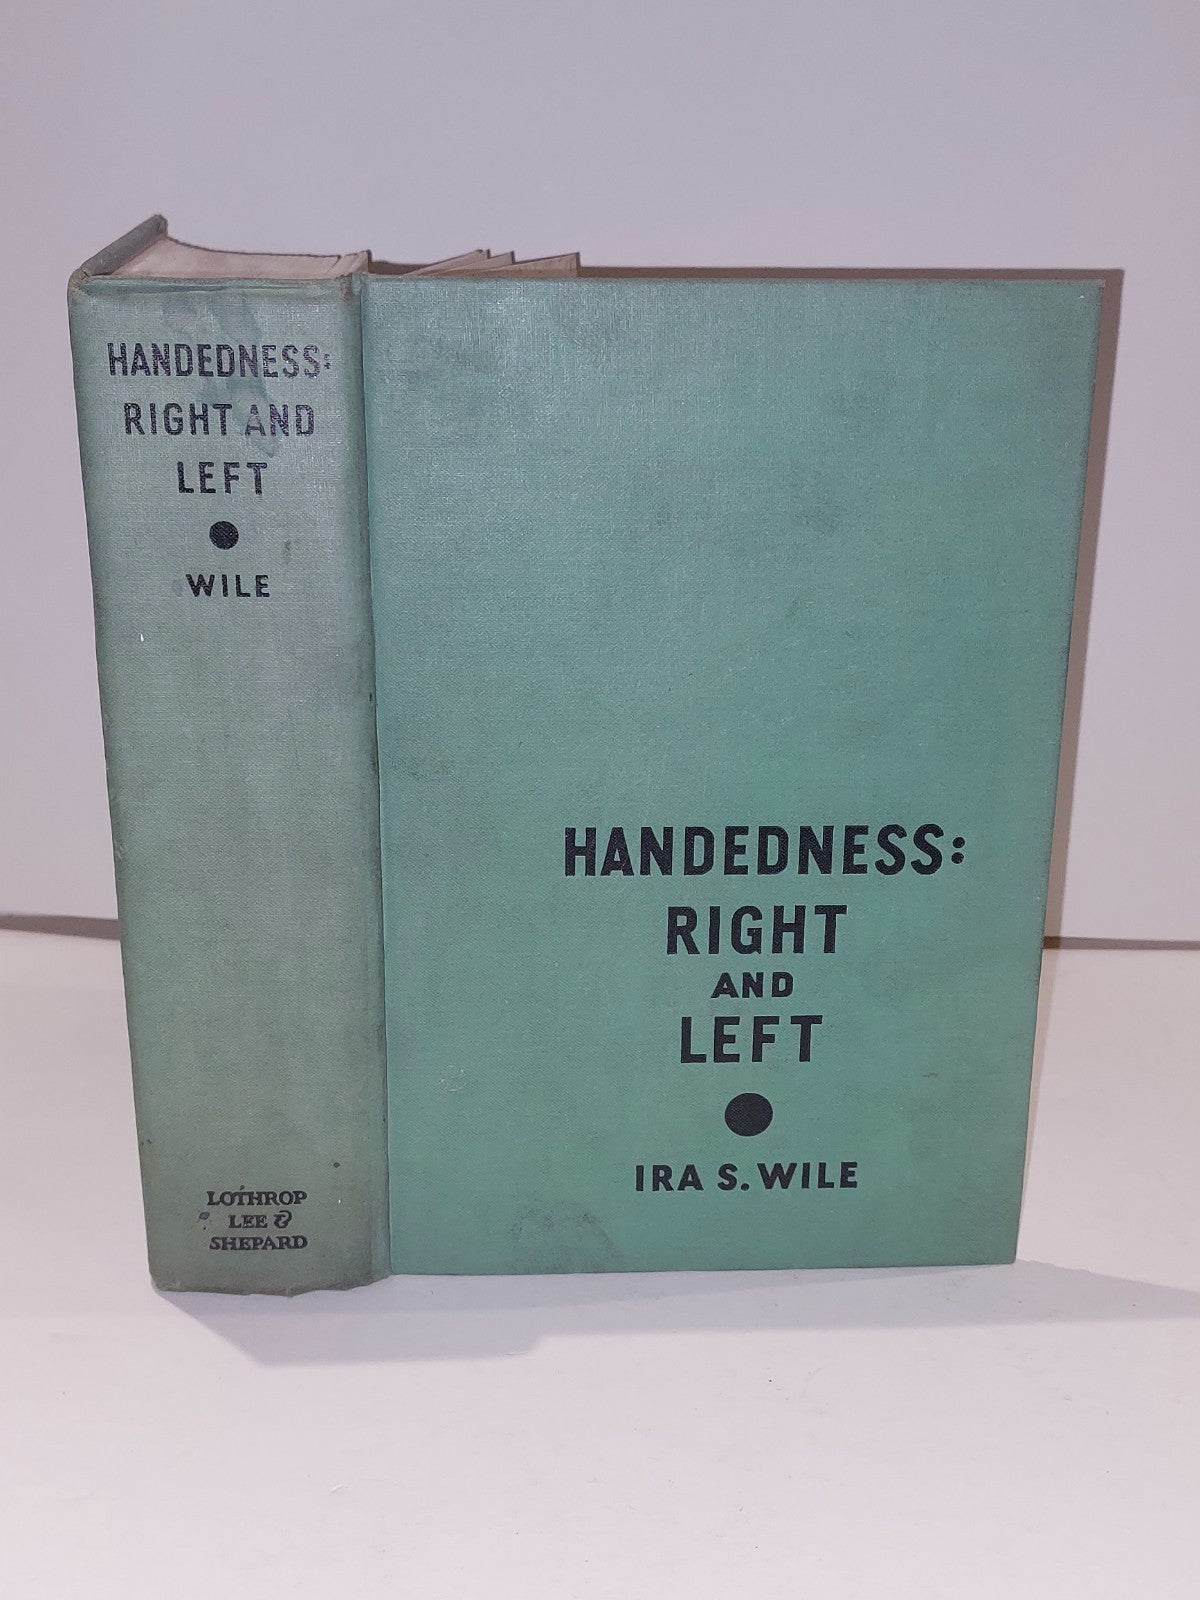 HANDEDNESS:
RIGHT AND
LEFT
WILE
LOTHROP
LEE &
SHEPARD
HANDEDNESS:
RIGHT
AND
LEFT
IRA S. WILE